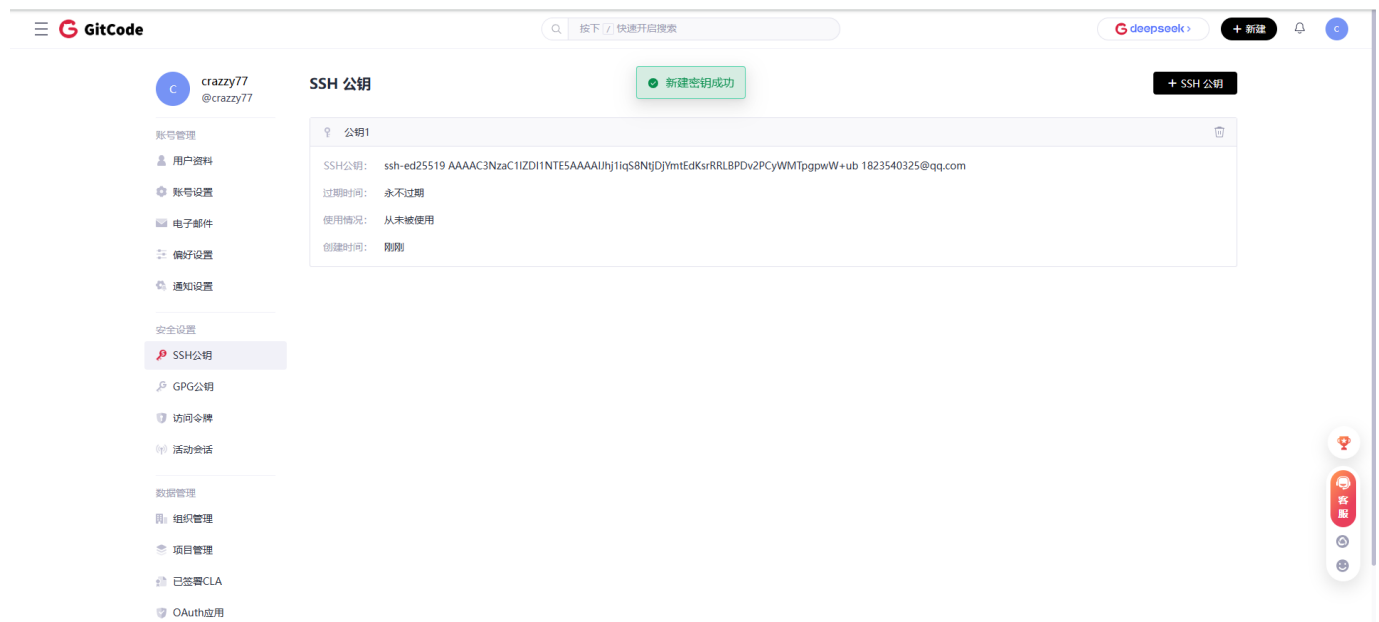 GitCode
按下 / 快速开启搜索
deepseek ›
+ 新建
C
C
crazzy77
@crazzy77
SSH 公钥
新建密钥成功
+ SSH 公钥
账号管理
用户资料
账号设置
电子邮件
偏好设置
通知设置
安全设置
SSH公钥
GPG公钥
访问令牌
活动会话
数据管理
组织管理
项目管理
已签署CLA
OAuth应用
公钥1
SSH公钥： ssh-ed25519 AAAAC3NzaC1lZDI1NTE5AAAAIJhj1iqS8NtjDjYmtEdKsrRRLBPDv2PCyWMTpgpwW+ub 1823540325@qq.com
过期时间： 永不过期
使用情况： 从未被使用
创建时间： 刚刚
客服